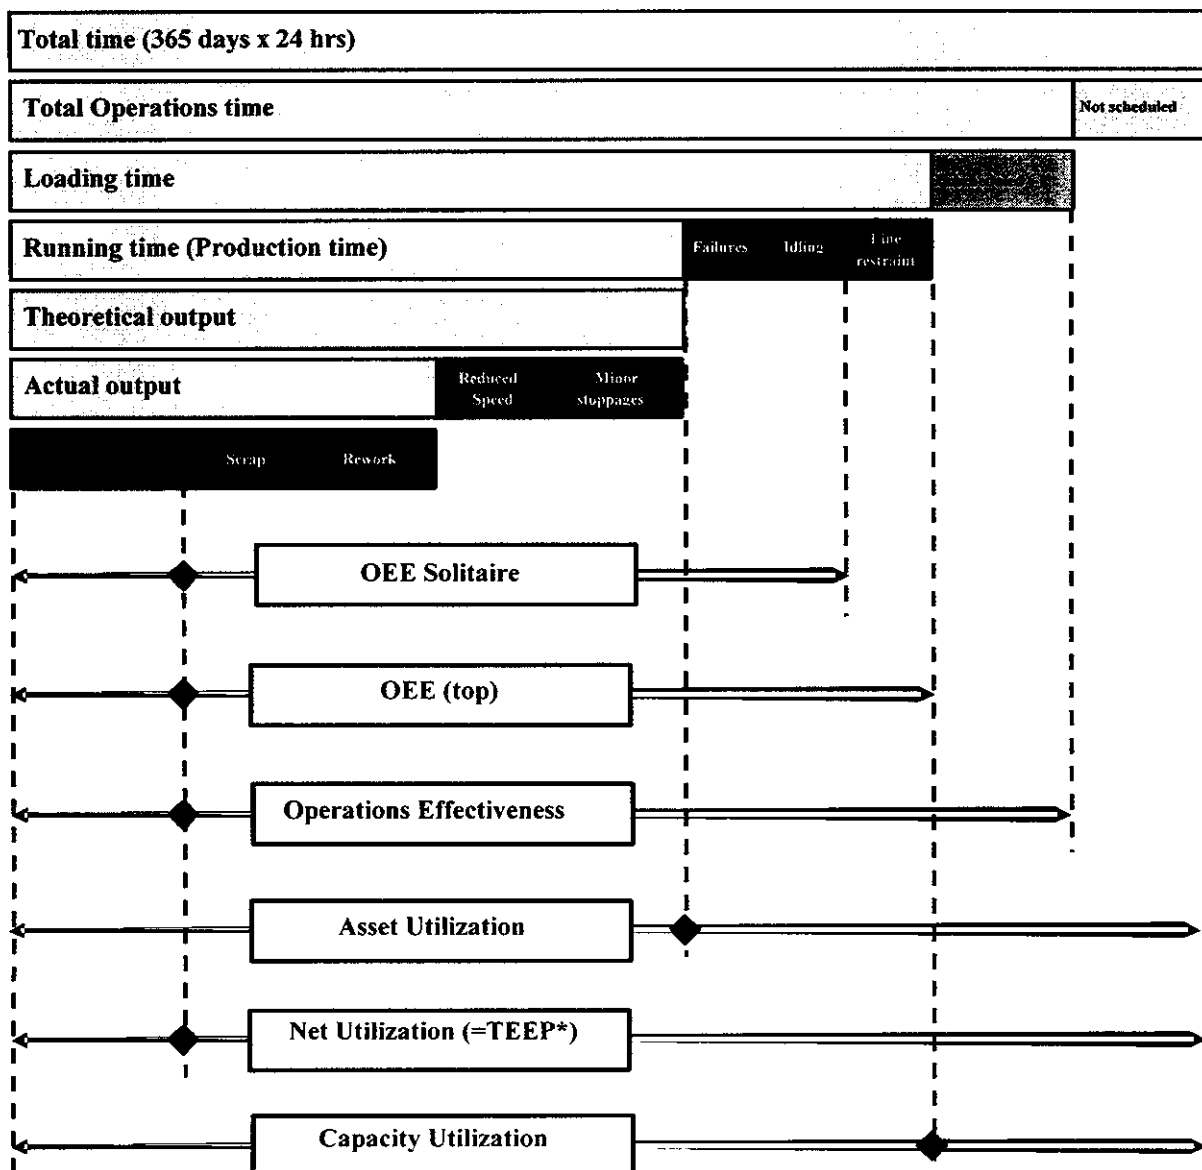 Total time (365 days x 24 hrs)
Total Operations time
Not scheduled
Loading time
Running time (Production time)
Failures
Idling
Line
restraint
Theoretical output
Actual output
Reduced
Speed
Minor
stoppages
Scrap
Rework
OEE Solitaire
OEE (top)
Operations Effectiveness
Asset Utilization
Net Utilization (=TEEP*)
Capacity Utilization